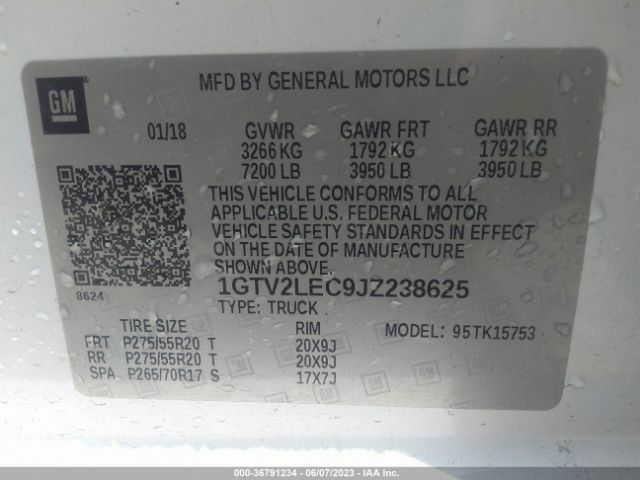 GM
MFD BY GENERAL MOTORS LLC
01/18 GVWR GAWR FRT GAWR RR
3266 KG 1792 KG 1792 KG
7200 LB 3950 LB 3950 LB
THIS VEHICLE CONFORMS TO ALL
APPLICABLE U.S. FEDERAL MOTOR
VEHICLE SAFETY STANDARDS IN EFFECT
ON THE DATE OF MANUFACTURE
SHOWN ABOVE
8624
1GTV2LEC9JZ238625
TYPE: TRUCK
TIRE SIZE RIM MODEL: 95TK15753
FRT P275/55R20 T 20X9J
RR P275/55R20 T 20X9J
SPA P265/70R17 S 17X7J
000-36791234 - 06/07/2023 - IAA Inc.